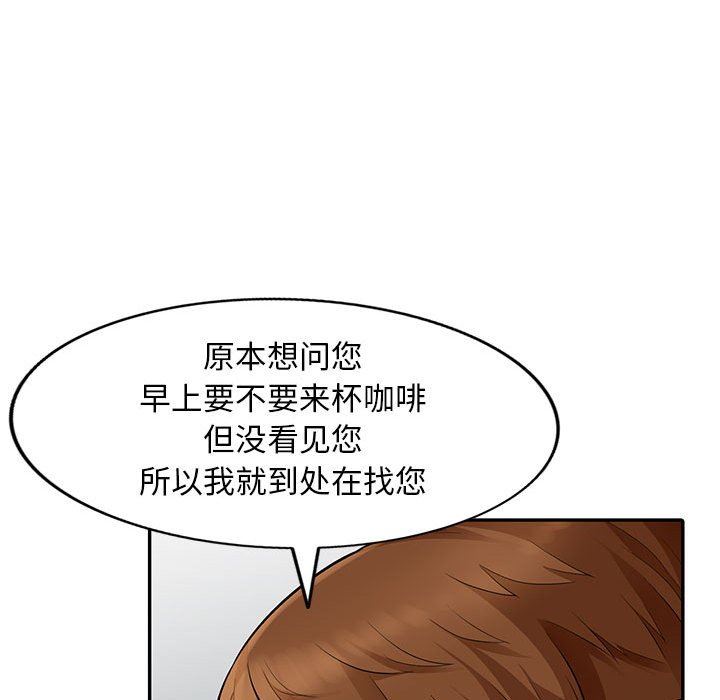 原本想问您
早上要不要来杯咖啡
但没看见您
所以我就到处在找您